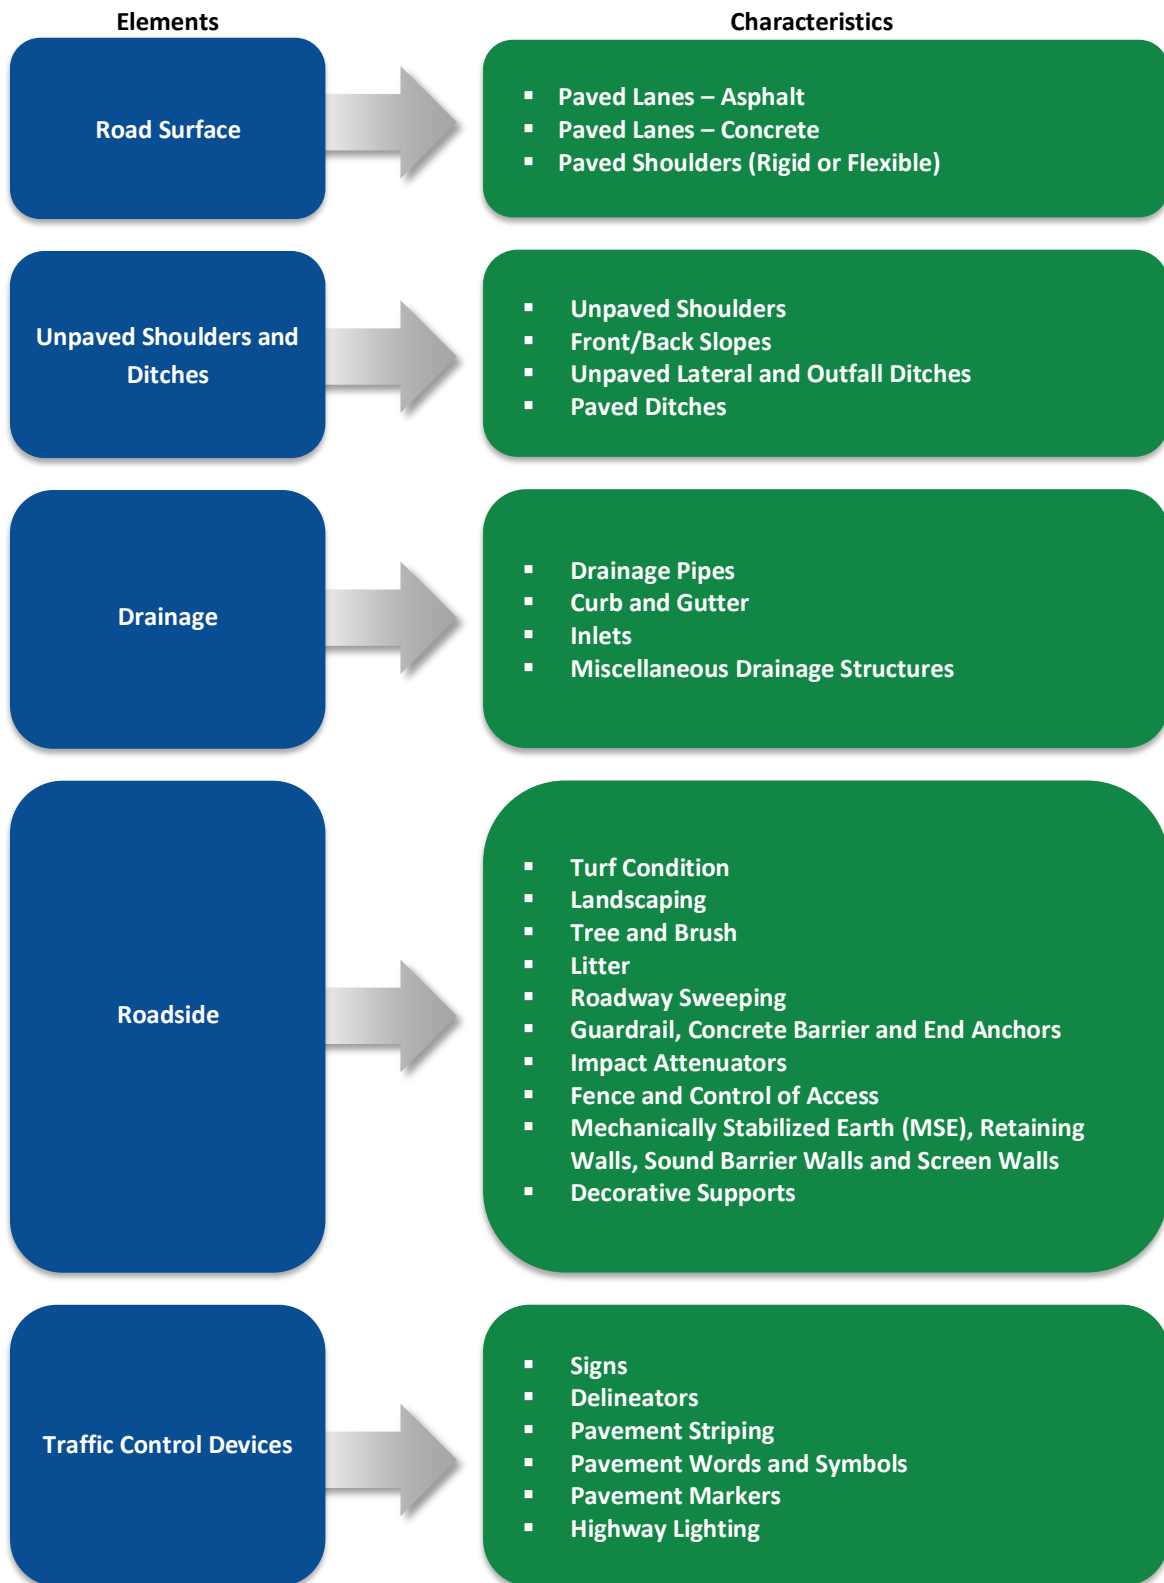 Elements
Characteristics
Road Surface
▪ Paved Lanes – Asphalt
▪ Paved Lanes – Concrete
▪ Paved Shoulders (Rigid or Flexible)
Unpaved Shoulders and
Ditches
▪ Unpaved Shoulders
▪ Front/Back Slopes
▪ Unpaved Lateral and Outfall Ditches
▪ Paved Ditches
Drainage
▪ Drainage Pipes
▪ Curb and Gutter
▪ Inlets
▪ Miscellaneous Drainage Structures
Roadside
▪ Turf Condition
▪ Landscaping
▪ Tree and Brush
▪ Litter
▪ Roadway Sweeping
▪ Guardrail, Concrete Barrier and End Anchors
▪ Impact Attenuators
▪ Fence and Control of Access
▪ Mechanically Stabilized Earth (MSE), Retaining
Walls, Sound Barrier Walls and Screen Walls
▪ Decorative Supports
Traffic Control Devices
▪ Signs
▪ Delineators
▪ Pavement Striping
▪ Pavement Words and Symbols
▪ Pavement Markers
▪ Highway Lighting